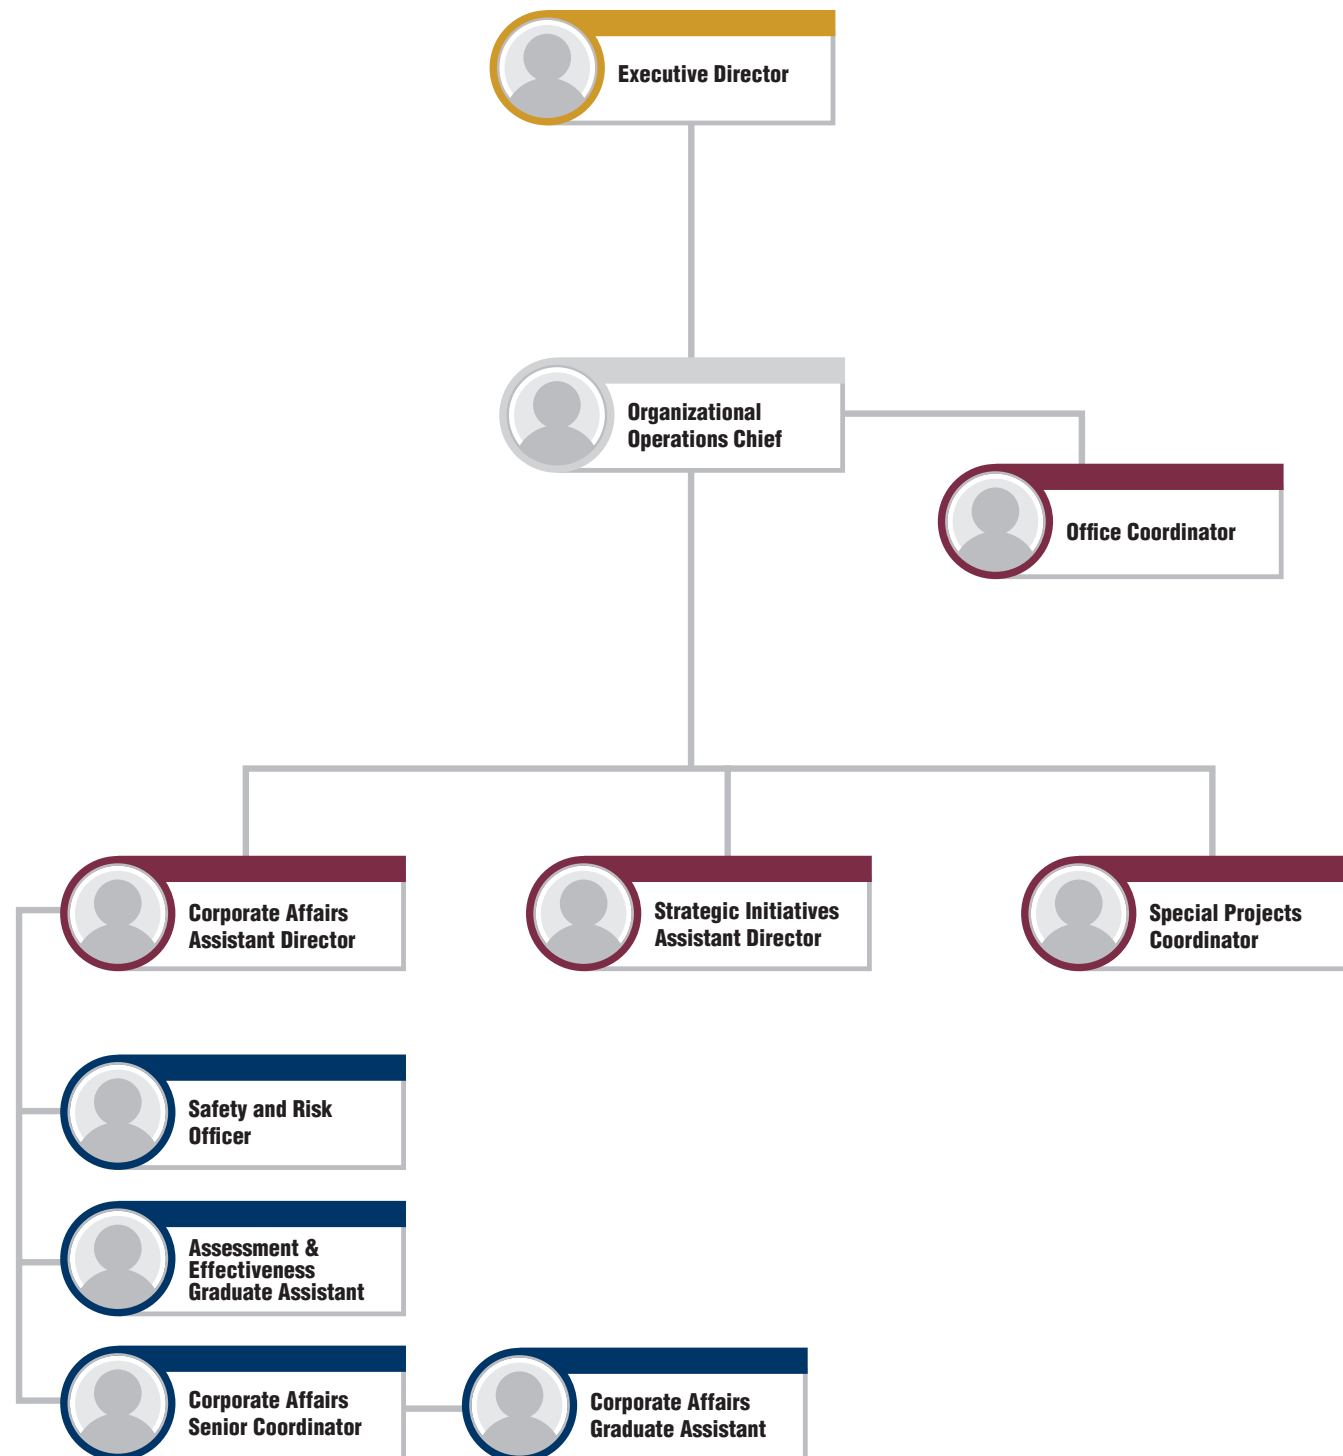 Executive Director
Organizational
Operations Chief
Office Coordinator
Corporate Affairs
Assistant Director
Strategic Initiatives
Assistant Director
Special Projects
Coordinator
Safety and Risk
Officer
Assessment &
Effectiveness
Graduate Assistant
Corporate Affairs
Senior Coordinator
Corporate Affairs
Graduate Assistant